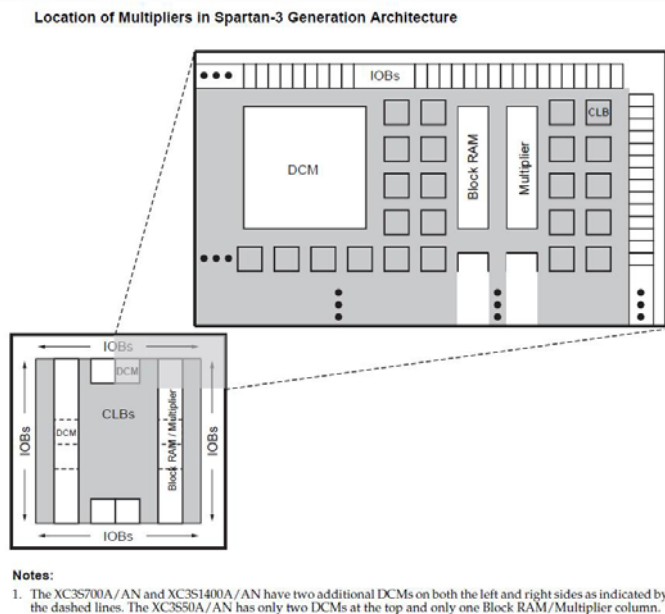 Location of Multipliers in Spartan-3 Generation Architecture
IOBs
CLB
DCM
Block RAM
Multiplier
IOBs
DCM
CLBs
DCM
Block RAM / Multiplier
IOBs
IOBs
IOBs
Notes:
1. The XC3S700A/AN and XC3S1400A/AN have two additional DCMs on both the left and right sides as indicated by
the dashed lines. The XC3S50A/AN has only two DCMs at the top and only one Block RAM/Multiplier column.